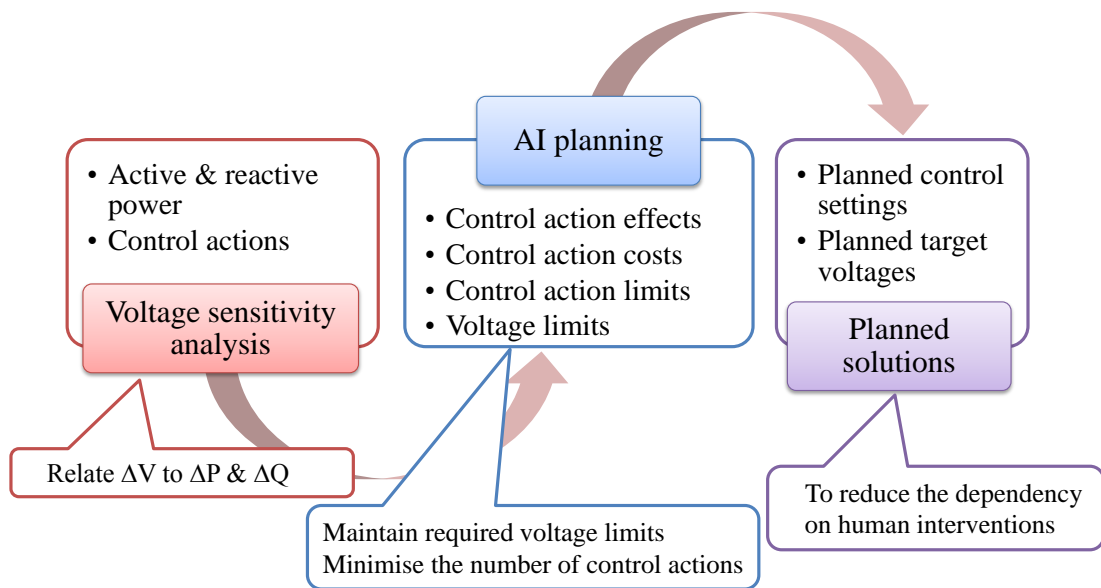 • Active & reactive
power
• Control actions
Voltage sensitivity
analysis
Relate ΔV to ΔP & ΔQ
AI planning
• Control action effects
• Control action costs
• Control action limits
• Voltage limits
Maintain required voltage limits
Minimise the number of control actions
• Planned control
settings
• Planned target
voltages
Planned
solutions
To reduce the dependency
on human interventions